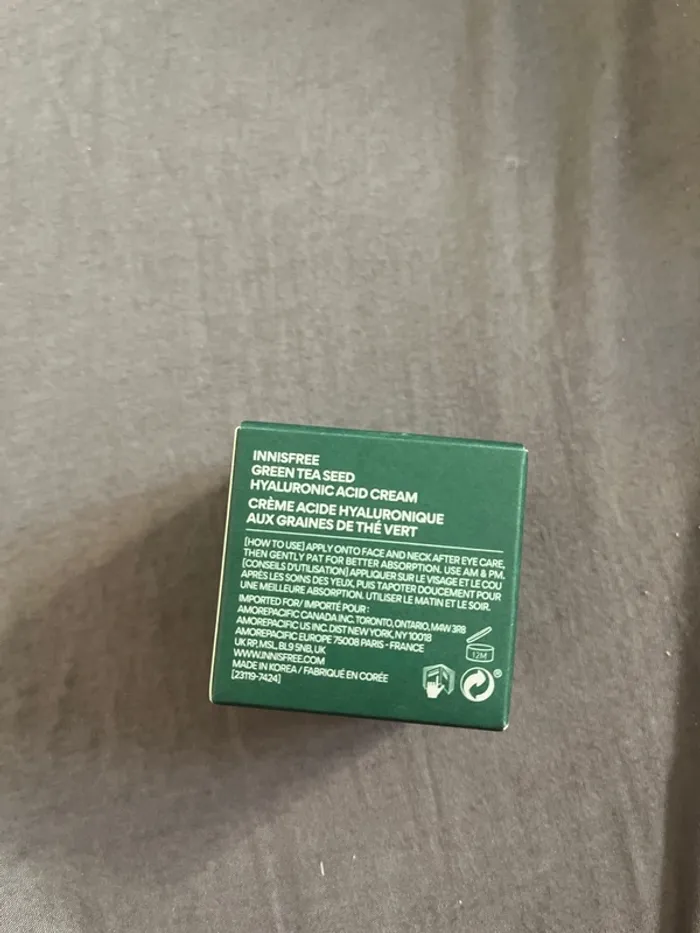 INNISFREE
GREEN TEA SEED
HYALURONIC ACID CREAM
CRÈME ACIDE HYALURONIQUE
AUX GRAINES DE THÉ VERT
[HOW TO USE] APPLY ONTO FACE AND NECK AFTER EYE CARE,
THEN GENTLY PAT FOR BETTER ABSORPTION. USE AM & PM.
[CONSEILS D'UTILISATION] APPLIQUER SUR LE VISAGE ET LE COU
APRÈS LES SOINS DES YEUX, PUIS TAPOTER DOUCEMENT POUR
UNE MEILLEURE ABSORPTION. UTILISER LE MATIN ET LE SOIR.
IMPORTED FOR/ IMPORTÉ POUR :
AMOREPACIFIC CANADA INC. TORONTO, ONTARIO, M4W 3R8
AMOREPACIFIC US INC. DIST NEW YORK, NY 10018
AMOREPACIFIC EUROPE 75008 PARIS - FRANCE
UK RP, MSL, BL9 5NB, UK
WWW.INNISFREE.COM
MADE IN KOREA / FABRIQUÉ EN CORÉE
[23119-7424]
12M
®